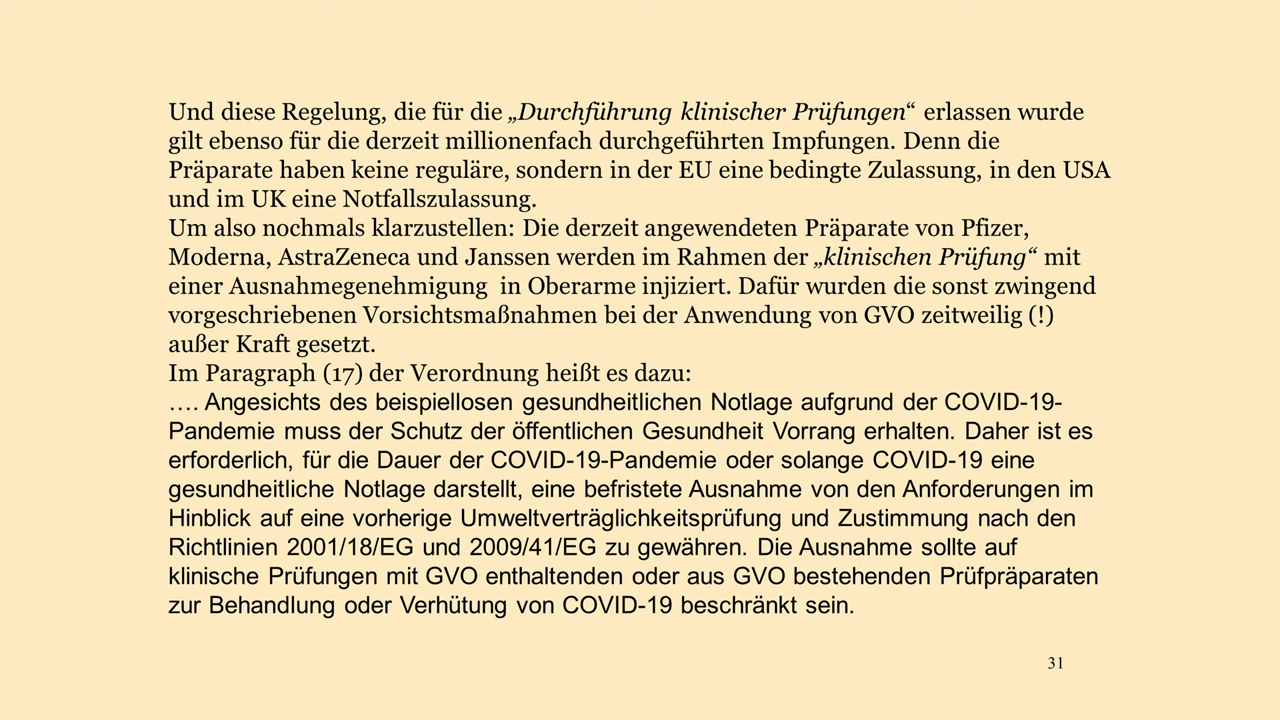 Und diese Regelung, die für die „Durchführung klinischer Prüfungen“ erlassen wurde
gilt ebenso für die derzeit millionenfach durchgeführten Impfungen. Denn die
Präparate haben keine reguläre, sondern in der EU eine bedingte Zulassung, in den USA
und im UK eine Notfallszulassung.
Um also nochmals klarzustellen: Die derzeit angewendeten Präparate von Pfizer,
Moderna, AstraZeneca und Janssen werden im Rahmen der „klinischen Prüfung“ mit
einer Ausnahmegenehmigung in Oberarme injiziert. Dafür wurden die sonst zwingend
vorgeschriebenen Vorsichtsmaßnahmen bei der Anwendung von GVO zeitweilig (!)
außer Kraft gesetzt.
Im Paragraph (17) der Verordnung heißt es dazu:
…. Angesichts des beispiellosen gesundheitlichen Notlage aufgrund der COVID-19-
Pandemie muss der Schutz der öffentlichen Gesundheit Vorrang erhalten. Daher ist es
erforderlich, für die Dauer der COVID-19-Pandemie oder solange COVID-19 eine
gesundheitliche Notlage darstellt, eine befristete Ausnahme von den Anforderungen im
Hinblick auf eine vorherige Umweltverträglichkeitsprüfung und Zustimmung nach den
Richtlinien 2001/18/EG und 2009/41/EG zu gewähren. Die Ausnahme sollte auf
klinische Prüfungen mit GVO enthaltenden oder aus GVO bestehenden Prüfpräparaten
zur Behandlung oder Verhütung von COVID-19 beschränkt sein.
31